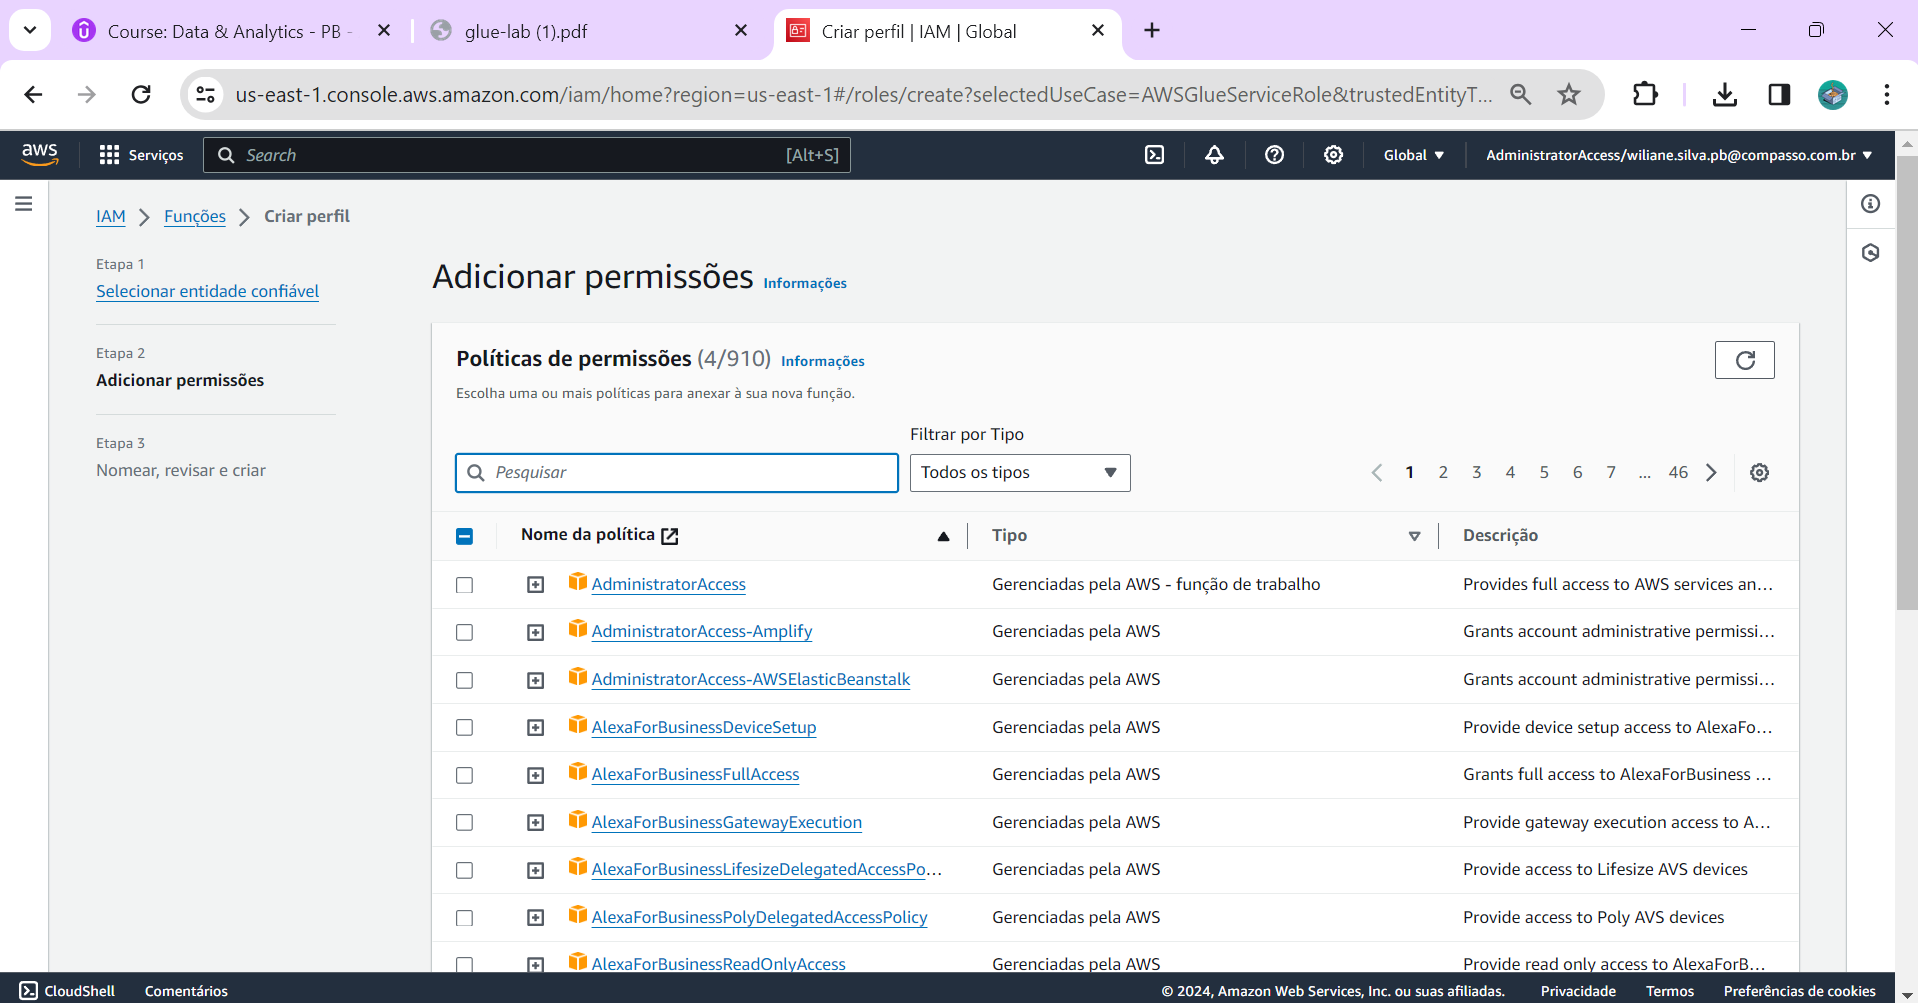 Course: Data & Analytics - PB -
glue-lab (1).pdf
Criar perfil | IAM | Global
us-east-1.console.aws.amazon.com/iam/home?region=us-east-1#/roles/create?selectedUseCase=AWSGlueServiceRole&trustedEntityT...
aws
Serviços
Search
[Alt+S]
Global
AdministratorAccess/wiliane.silva.pb@compasso.com.br
IAM
Funções
Criar perfil
Etapa 1
Selecionar entidade confiável
Etapa 2
Adicionar permissões
Etapa 3
Nomear, revisar e criar
Adicionar permissões Informações
Políticas de permissões (4/910) Informações
Escolha uma ou mais políticas para anexar à sua nova função.
Filtrar por Tipo
Pesquisar
Todos os tipos
1 2 3 4 5 6 7 ... 46
Nome da política Tipo Descrição
AdministratorAccess Gerenciadas pela AWS - função de trabalho Provides full access to AWS services an...
AdministratorAccess-Amplify Gerenciadas pela AWS Grants account administrative permissi...
AdministratorAccess-AWSElasticBeanstalk Gerenciadas pela AWS Grants account administrative permissi...
AlexaForBusinessDeviceSetup Gerenciadas pela AWS Provide device setup access to AlexaFo...
AlexaForBusinessFullAccess Gerenciadas pela AWS Grants full access to AlexaForBusiness ...
AlexaForBusinessGatewayExecution Gerenciadas pela AWS Provide gateway execution access to A...
AlexaForBusinessLifesizeDelegatedAccessPo... Gerenciadas pela AWS Provide access to Lifesize AVS devices
AlexaForBusinessPolyDelegatedAccessPolicy Gerenciadas pela AWS Provide access to Poly AVS devices
AlexaForBusinessReadOnlyAccess Gerenciadas pela AWS Provide read only access to AlexaForB...
CloudShell
Comentários
© 2024, Amazon Web Services, Inc. ou suas afiliadas.
Privacidade
Termos
Preferências de cookies